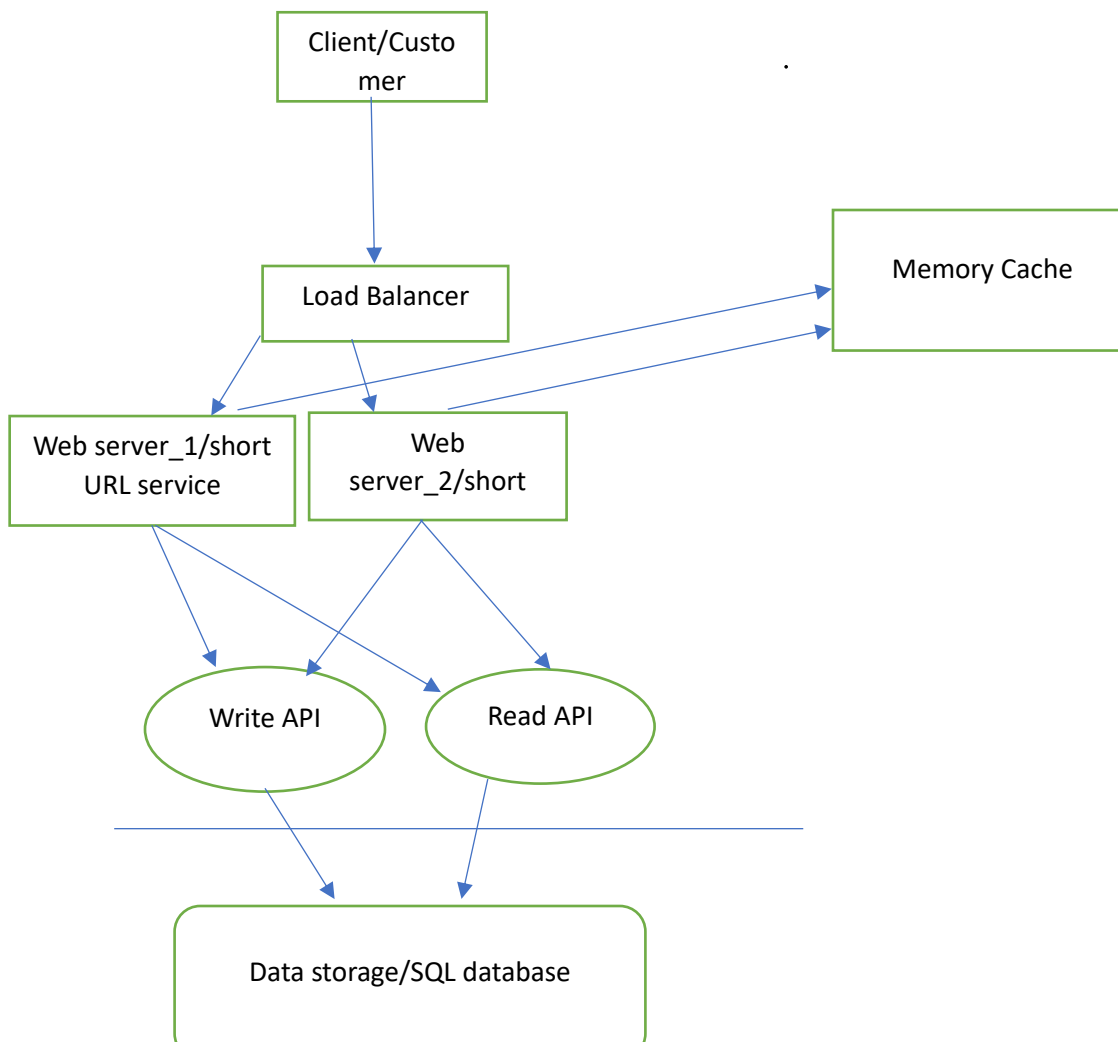 Client/Custo
mer
.
Memory Cache
Load Balancer
Web server_1/short
URL service
Web
server_2/short
Write API
Read API
Data storage/SQL database